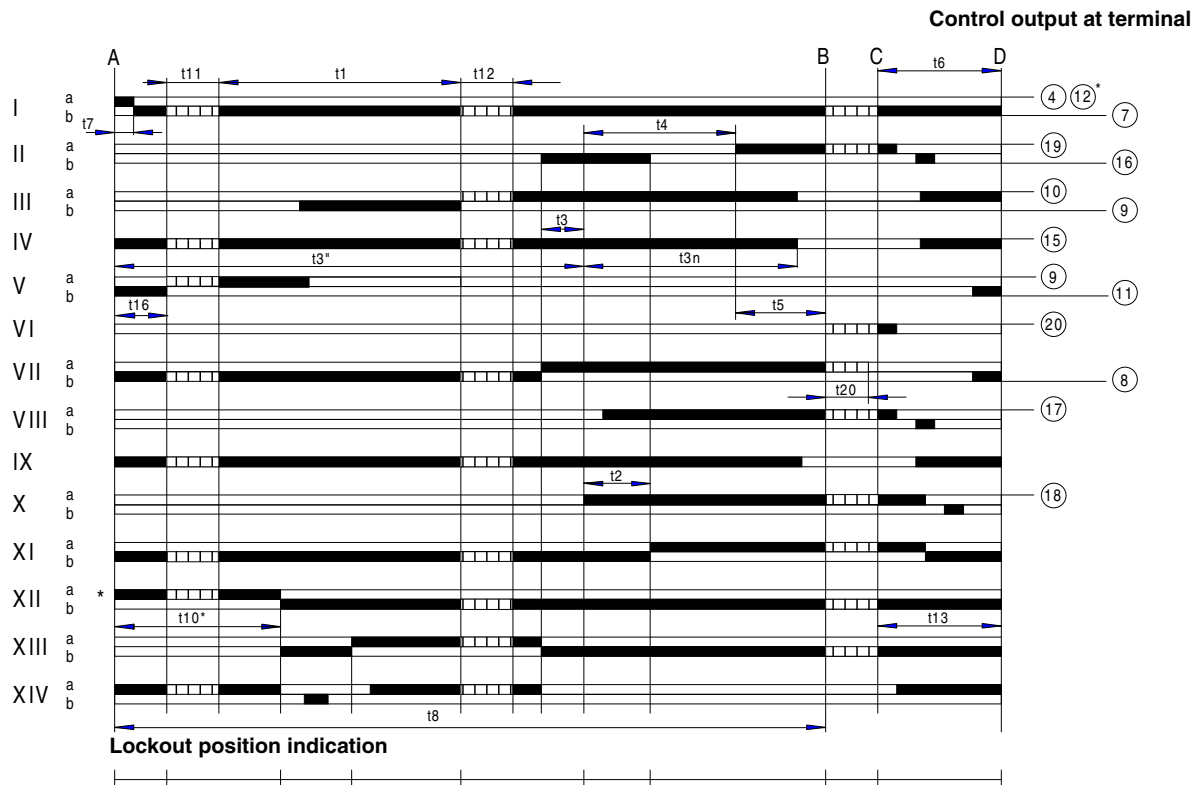 Control output at terminal
A B C D
t11 t1 t12 t6
I a b 4 12* 7
t7 t4
II a b 19 16
III a b 10 9
t3
IV 15
t3" t3n
V a b 9 11
t16 t5
VI 20
VII a b 8
t20
VIII a b 17
IX
t2
X a b 18
XI a b
XII a b *
t10* t13
XIII a b
XIV a b
t8
Lockout position indication